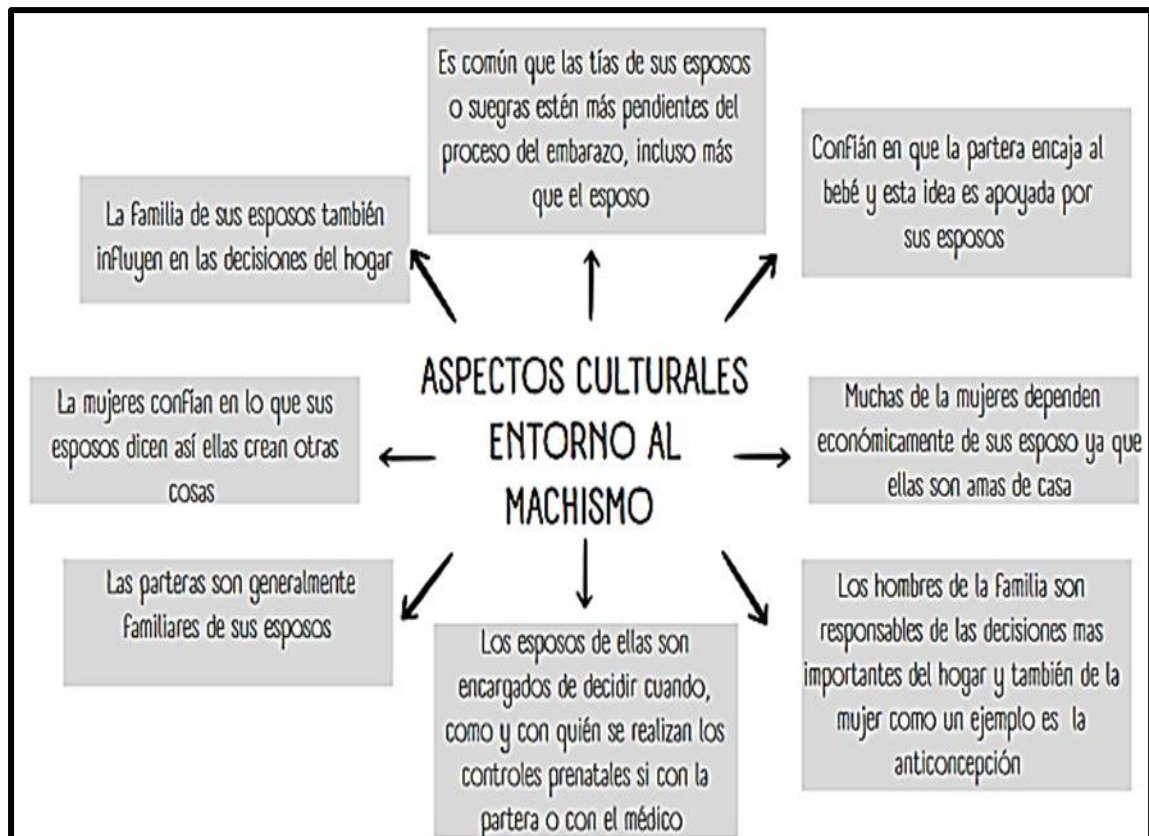 Es común que las tías de sus esposos
o suegras estén más pendientes del
proceso del embarazo, incluso más
que el esposo
Confián en que la partera encaja al
bebé y esta idea es apoyada por
sus esposos
La familia de sus esposos también
influyen en las decisiones del hogar
ASPECTOS CULTURALES
ENTORNO AL
MACHISMO
La mujeres confían en lo que sus
esposos dicen así ellas crean otras
cosas
Muchas de la mujeres dependen
económicamente de sus esposo ya que
ellas son amas de casa
Las parteras son generalmente
familiares de sus esposos
Los esposos de ellas son
encargados de decidir cuando,
como y con quién se realizan los
controles prenatales si con la
partera o con el médico
Los hombres de la familia son
responsables de las decisiones mas
importantes del hogar y también de la
mujer como un ejemplo es la
anticoncepción